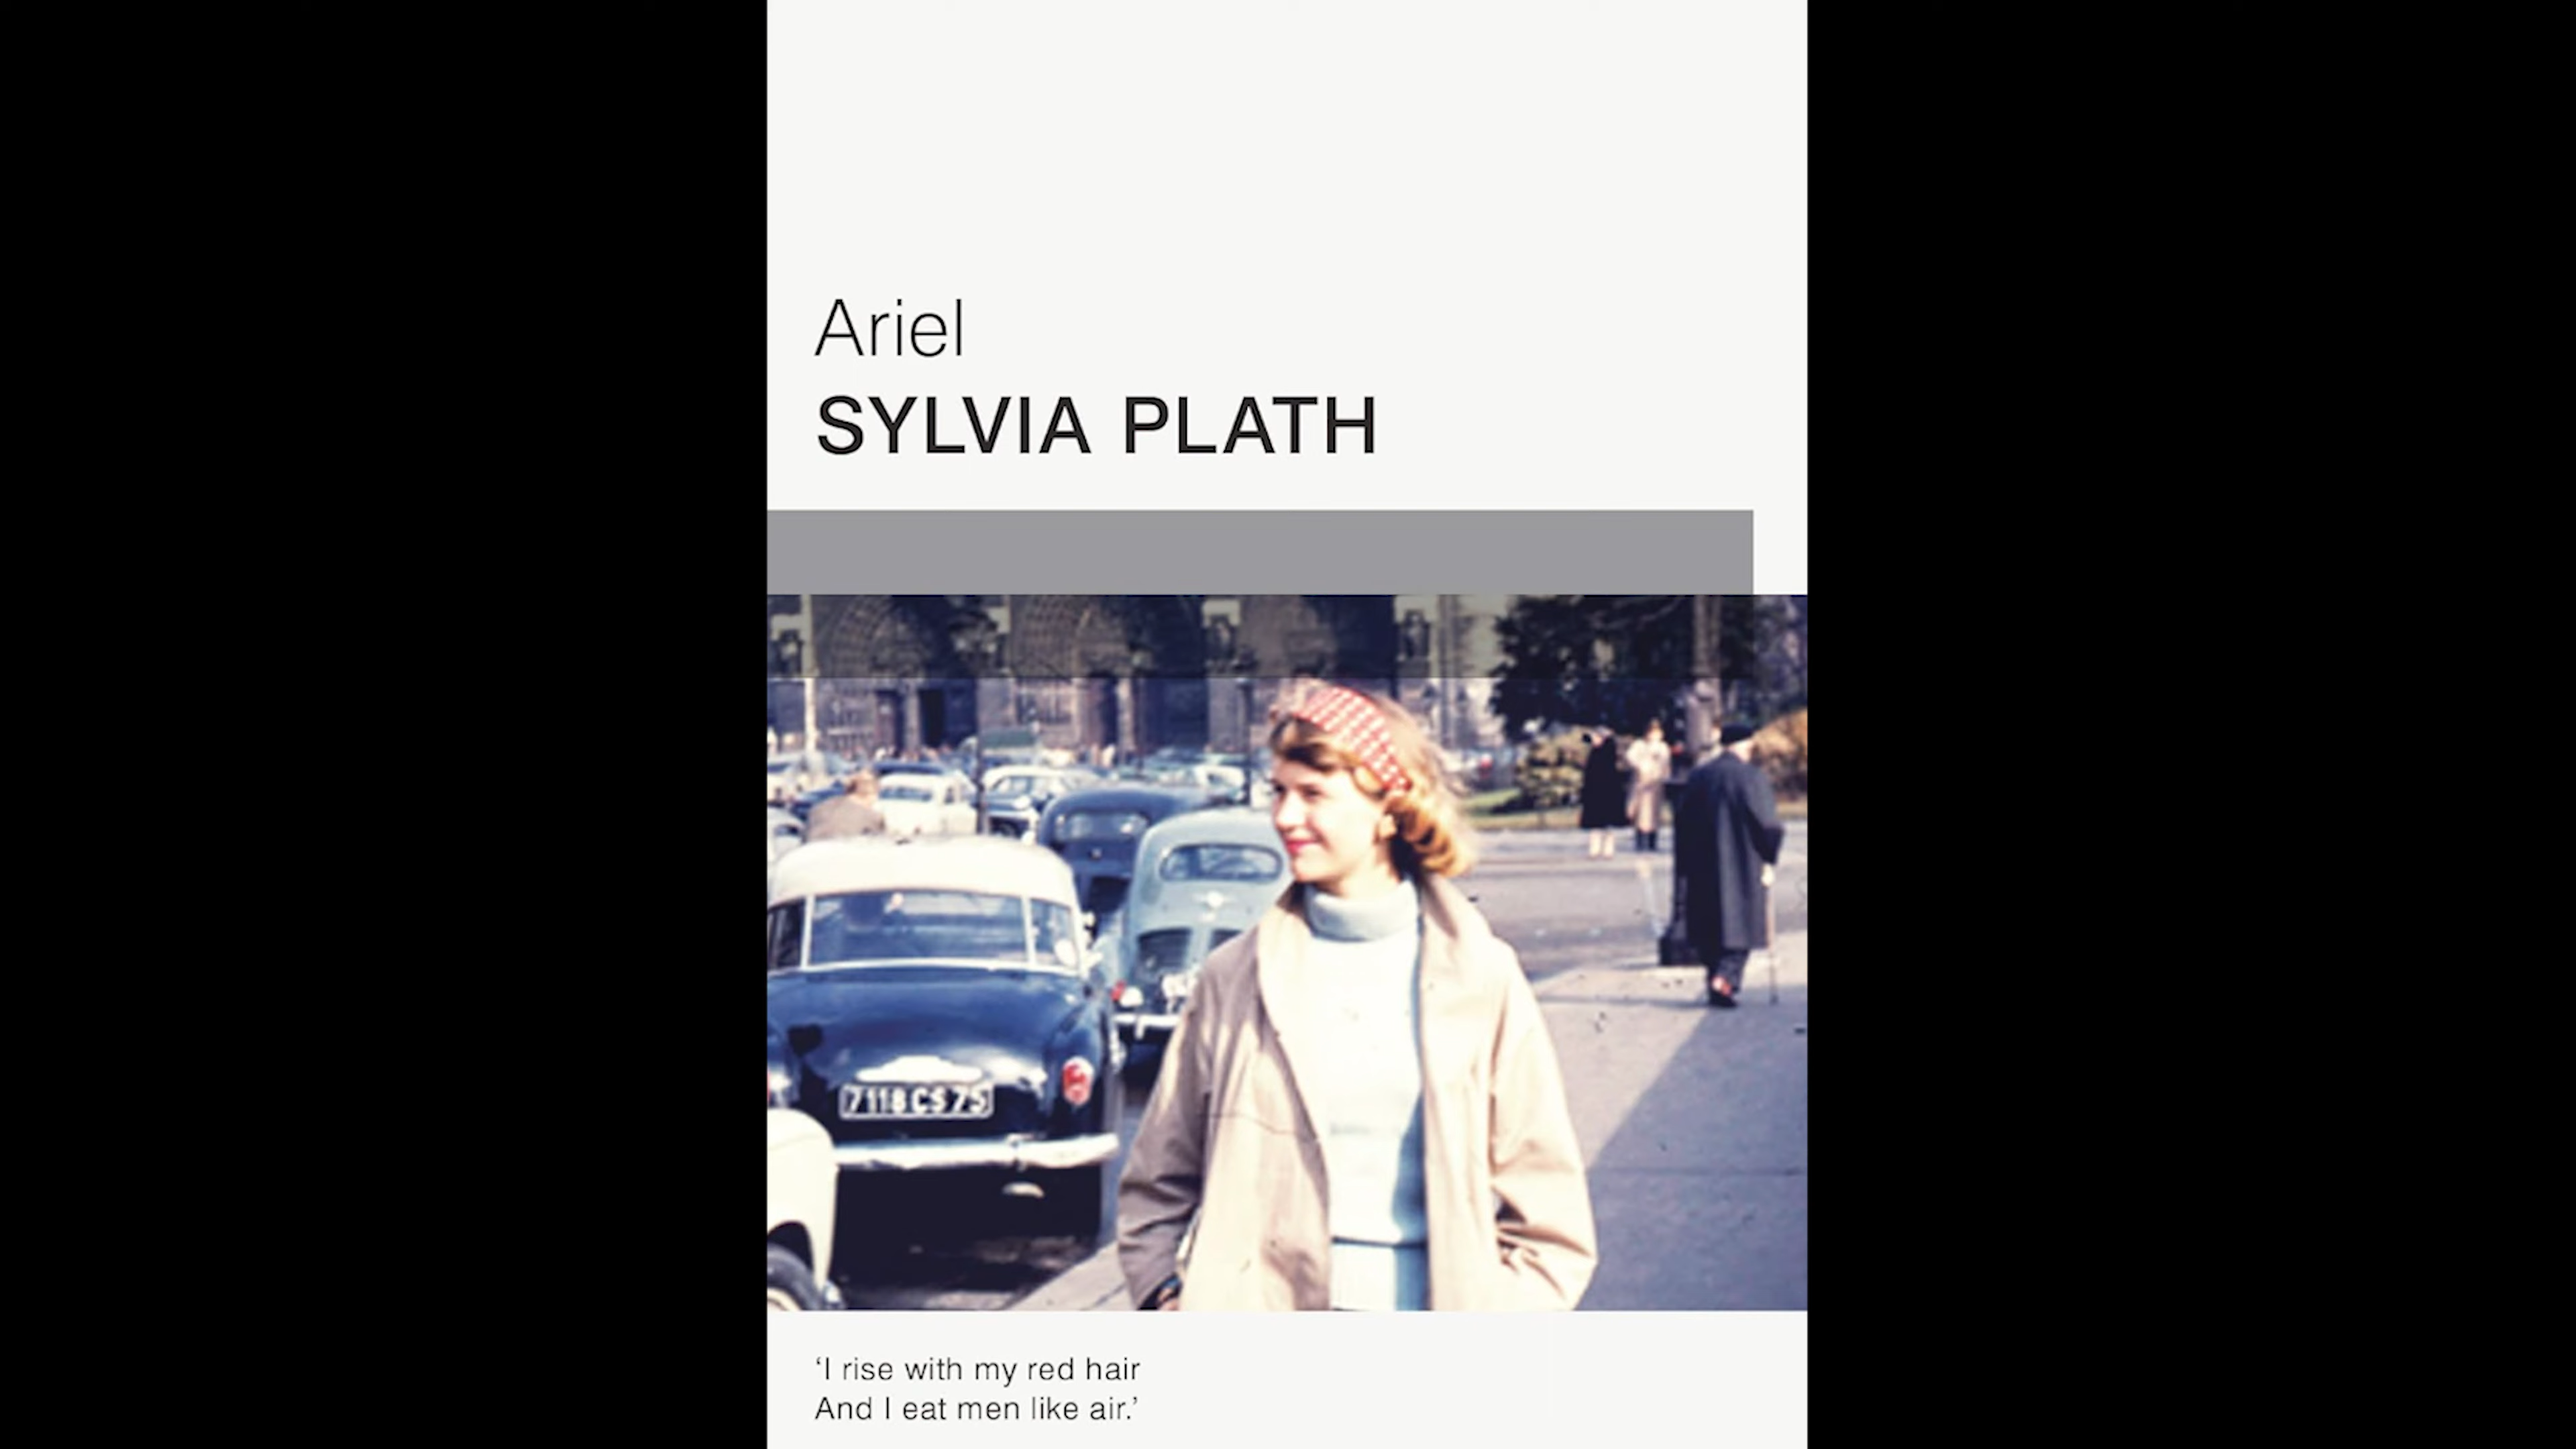 Ariel
SYLVIA PLATH
7118 CS 75
‘I rise with my red hair
And I eat men like air.’